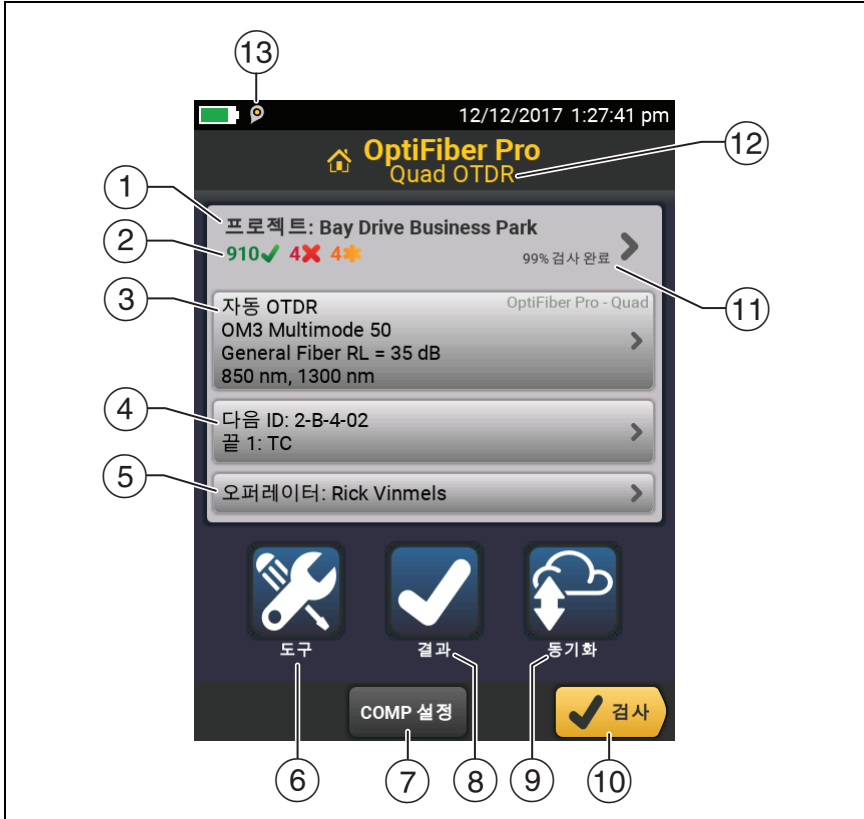 13
12/12/2017 1:27:41 pm
OptiFiber Pro
Quad OTDR
12
1
프로젝트: Bay Drive Business Park
2
910 4 4
99% 검사 완료
11
3
자동 OTDR
OptiFiber Pro - Quad
OM3 Multimode 50
General Fiber RL = 35 dB
850 nm, 1300 nm
4
다음 ID: 2-B-4-02
끝 1: TC
5
오퍼레이터: Rick Vinmels
도구
결과
동기화
COMP 설정
검사
6
7
8
9
10